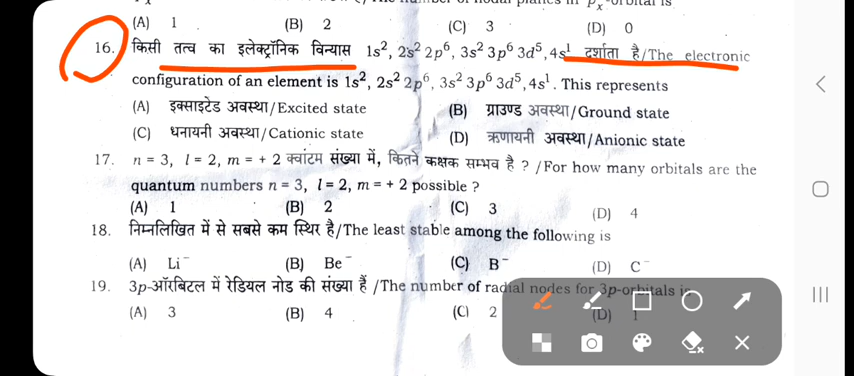 (A) 1 (B) 2 (C) 3 (D) 0
16. किसी तत्व का इलेक्ट्रॉनिक विन्यास 1s², 2s² 2p⁶, 3s² 3p⁶ 3d⁵, 4s¹ दर्शाता है/The electronic
configuration of an element is 1s², 2s² 2p⁶, 3s² 3p⁶ 3d⁵, 4s¹. This represents
(A) इक्साइटेड अवस्था/Excited state (B) ग्राउण्ड अवस्था/Ground state
(C) धनायनी अवस्था/Cationic state (D) ऋणायनी अवस्था/Anionic state
17. n = 3, l = 2, m = + 2 क्वांटम संख्या में, कितने कक्षक सम्भव है ? /For how many orbitals are the
quantum numbers n = 3, l = 2, m = + 2 possible ?
(A) 1 (B) 2 (C) 3 (D) 4
18. निम्नलिखित में से सबसे कम स्थिर है/The least stable among the following is
(A) Li⁻ (B) Be⁻ (C) B⁻ (D) C⁻
19. 3p-ऑरबिटल में रेडियल नोड की संख्या हैं /The number of radial nodes for 3p-orbitals is
(A) 3 (B) 4 (C) 2 (D) 1